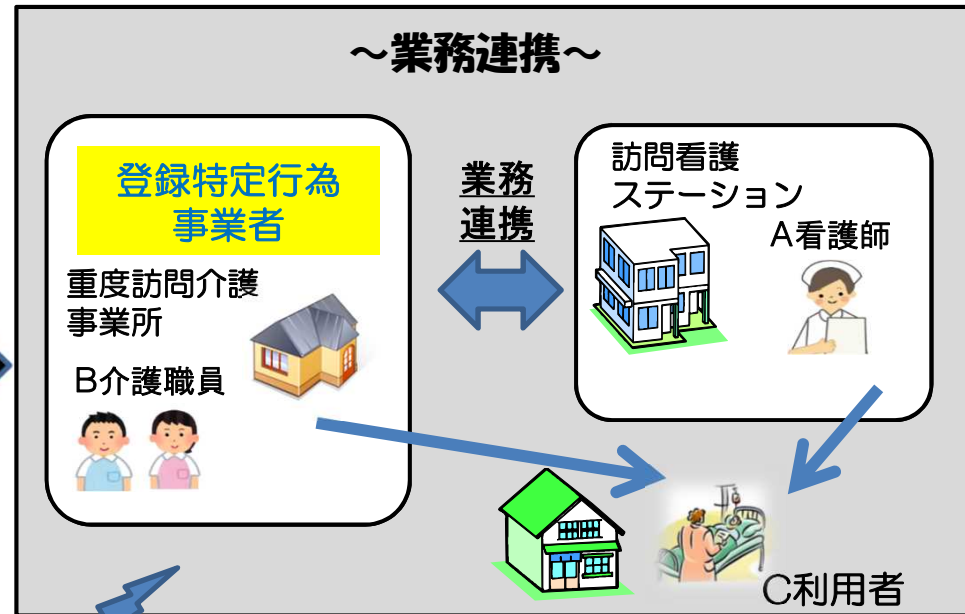 ～業務連携～
登録特定行為
事業者
重度訪問介護
事業所
B介護職員
業務
連携
訪問看護
ステーション
A看護師
C利用者